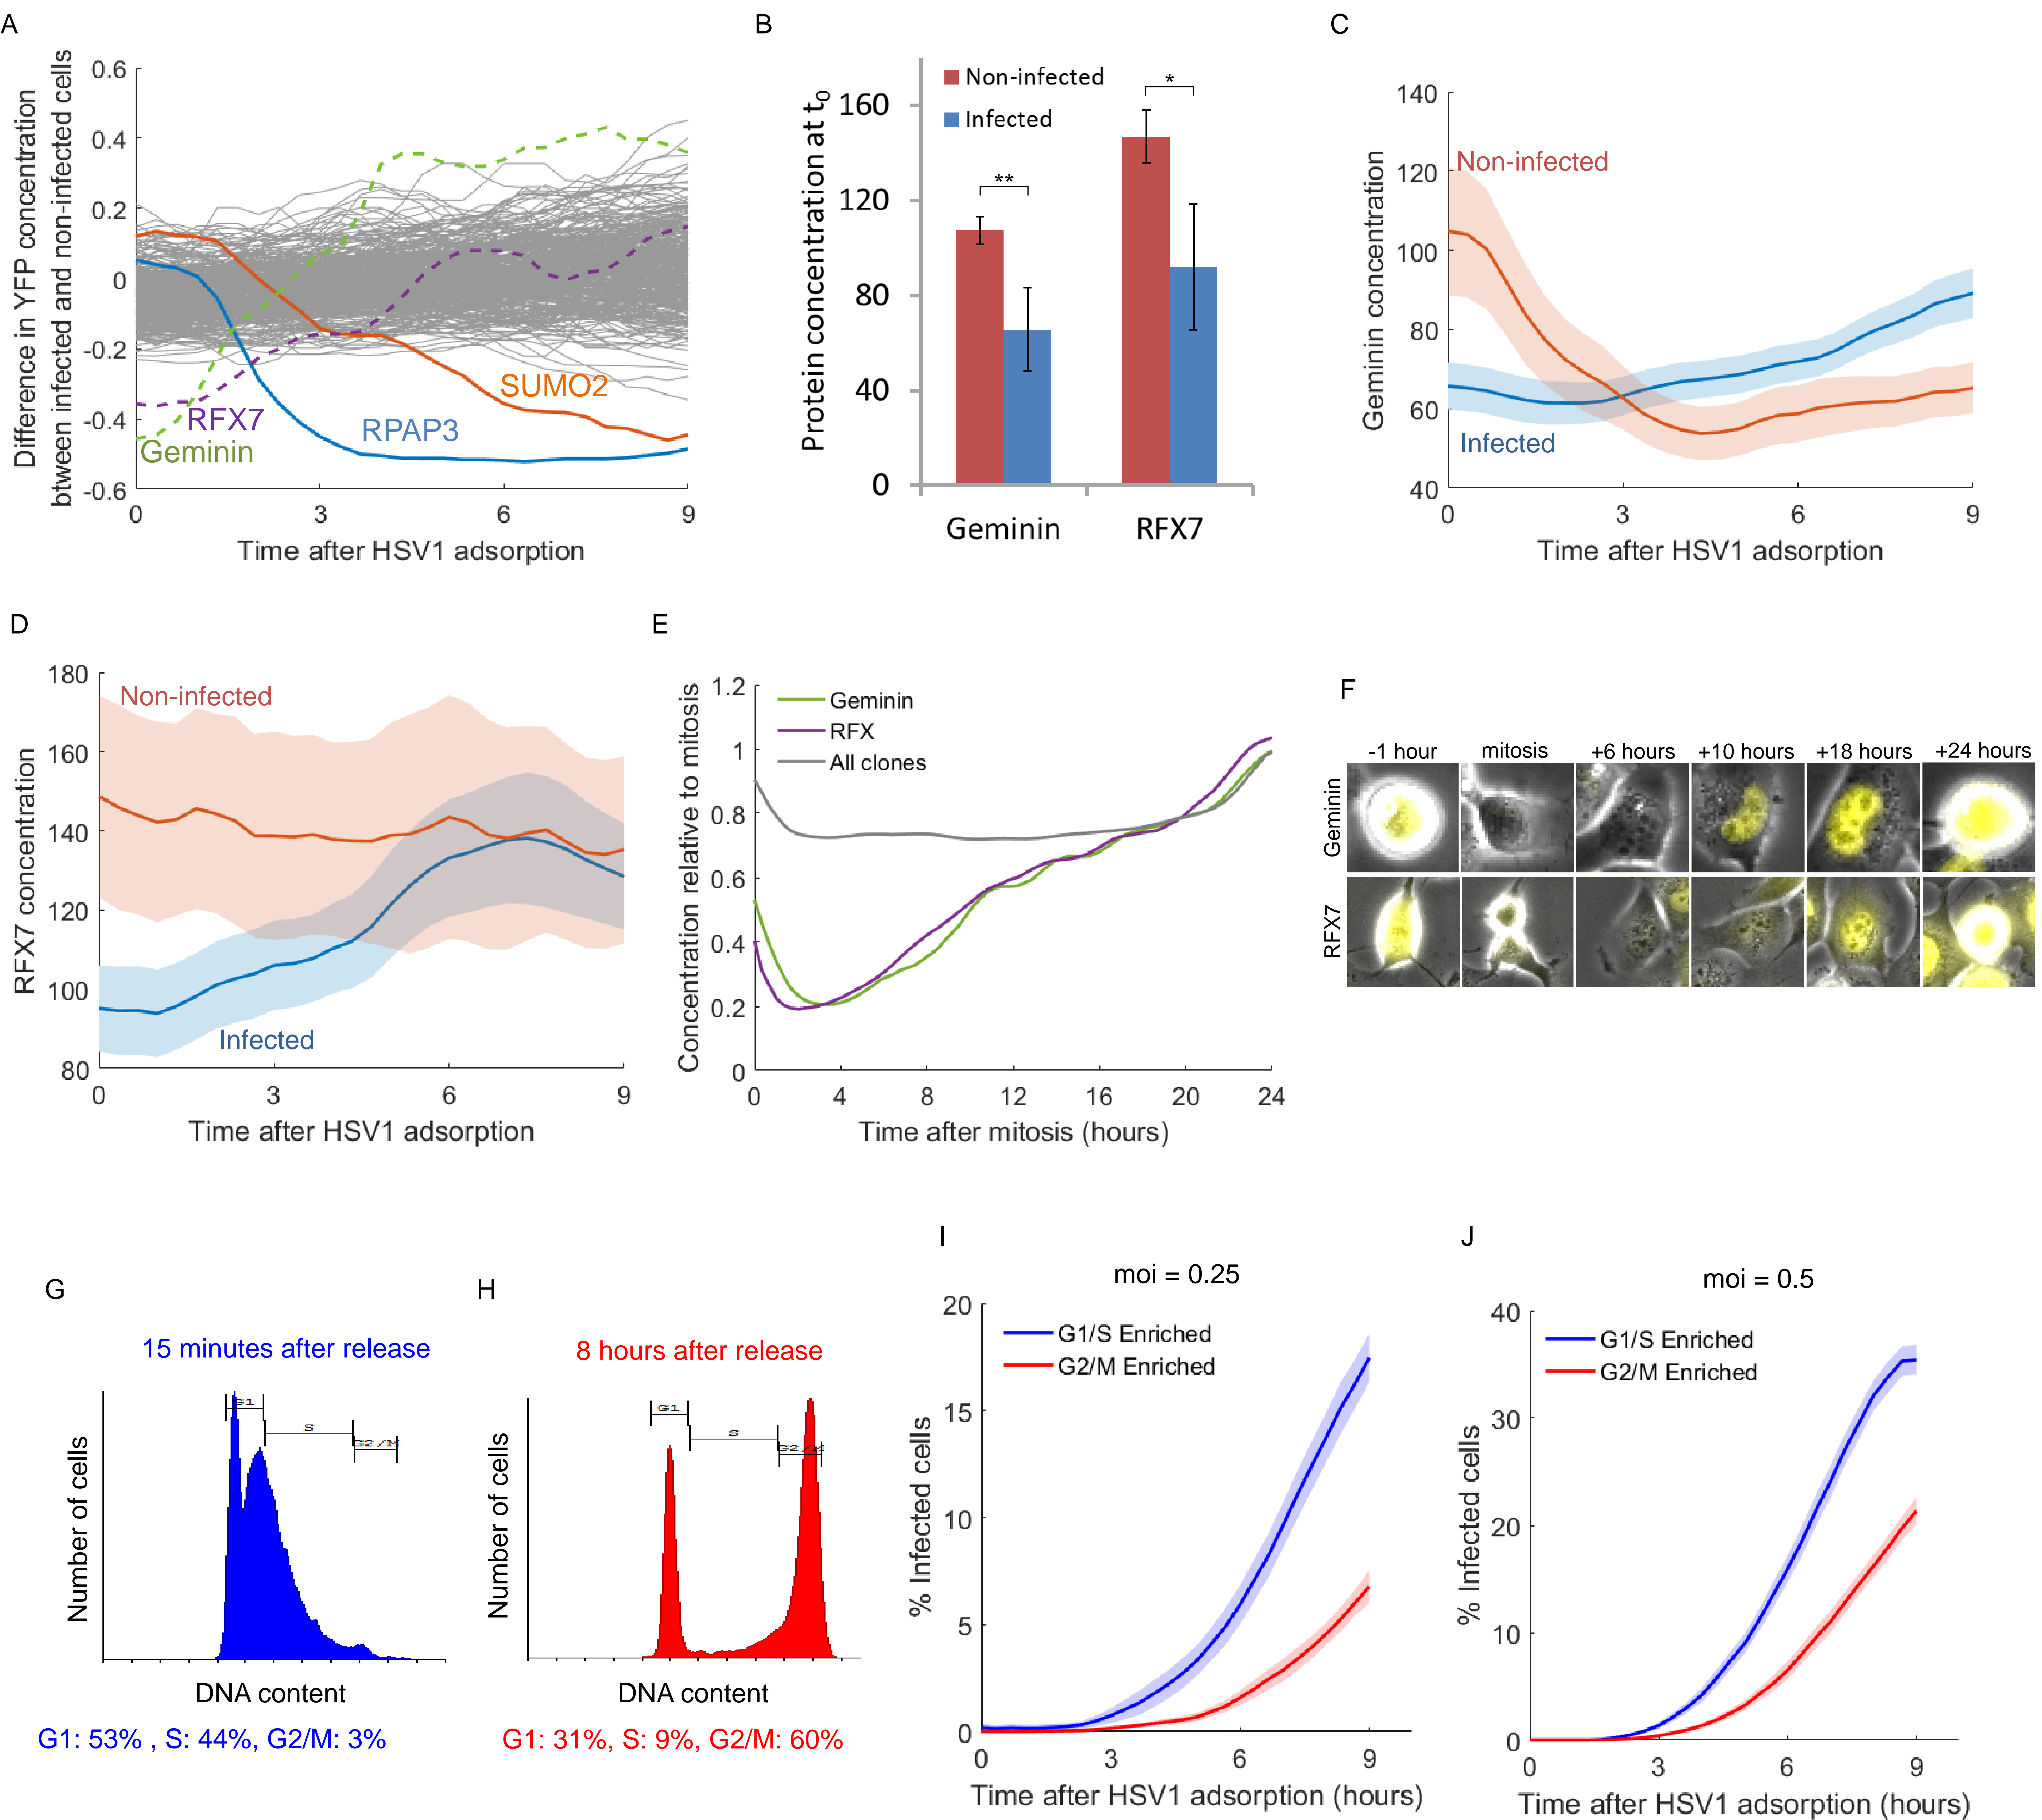 A
Difference in YFP concentration
btween infected and non-infected cells
0.6
0.4
0.2
0
-0.2
-0.4
-0.6
SUMO2
RFX7
RPAP3
Geminin
0 3 6 9
Time after HSV1 adsorption
B
Protein concentration at t0
Non-infected
Infected
160
120
80
40
0
**
*
Geminin RFX7
C
Geminin concentration
140
120
100
80
60
40
Non-infected
Infected
0 3 6 9
Time after HSV1 adsorption
D
RFX7 concentration
180
160
140
120
100
80
Non-infected
Infected
0 3 6 9
Time after HSV1 adsorption
E
Concentration relative to mitosis
1.2
1
0.8
0.6
0.4
0.2
0
Geminin
RFX
All clones
0 4 8 12 16 20 24
Time after mitosis (hours)
F
-1 hour mitosis +6 hours +10 hours +18 hours +24 hours
Geminin
RFX7
G
15 minutes after release
G1
S
G2/M
Number of cells
DNA content
G1: 53% , S: 44%, G2/M: 3%
H
8 hours after release
G1
S
G2/M
Number of cells
DNA content
G1: 31%, S: 9%, G2/M: 60%
I
moi = 0.25
G1/S Enriched
G2/M Enriched
% Infected cells
20
15
10
5
0
0 3 6 9
Time after HSV1 adsorption (hours)
J
moi = 0.5
G1/S Enriched
G2/M Enriched
% Infected cells
40
30
20
10
0
0 3 6 9
Time after HSV1 adsorption (hours)